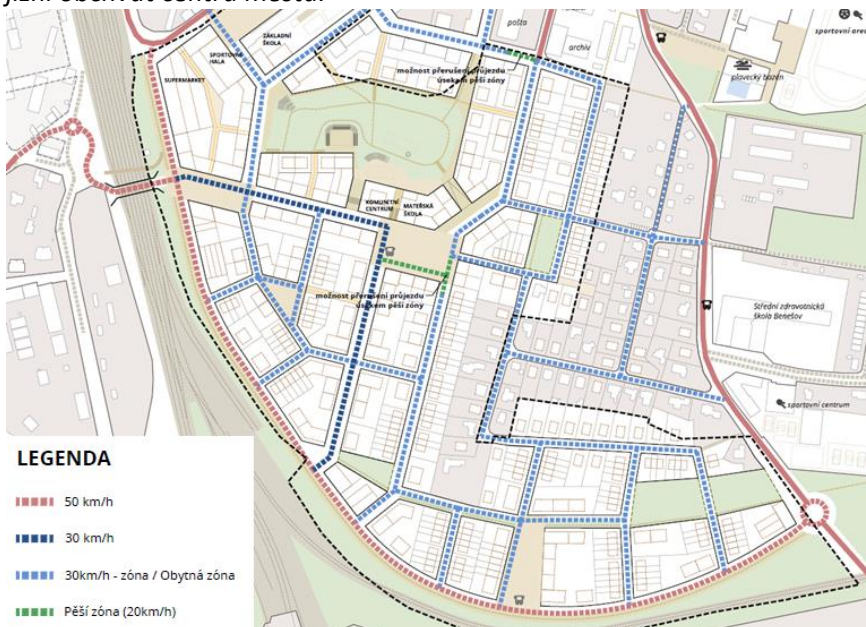 jižní obchvat centra města.
pošta
archiv
sportovní areál
ZÁKLADNÍ
ŠKOLA
SPORTOVNÍ
HALA
SUPERMARKET
možnost přerušení průjezdu
úsekem pěší zóny
plavecký bazén
KOMUNITNÍ
CENTRUM
MATEŘSKÁ
ŠKOLA
možnost přerušení průjezdu
úsekem pěší zóny
Střední zdravotnická
škola Benešov
sportovní centrum
LEGENDA
50 km/h
30 km/h
30km/h - zóna / Obytná zóna
Pěší zóna (20km/h)